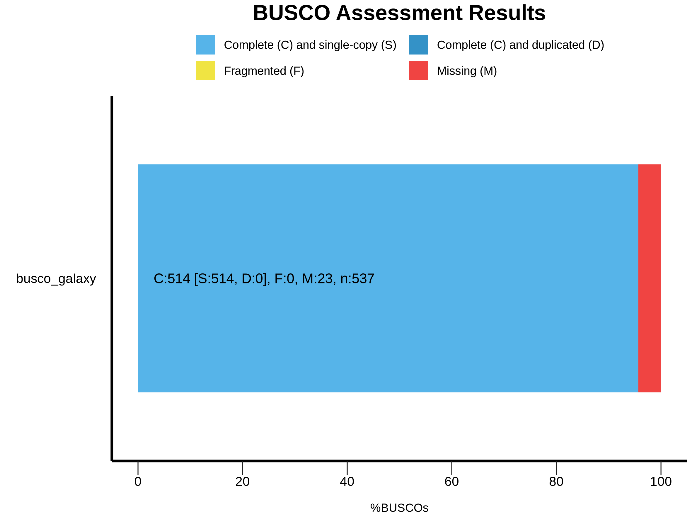 BUSCO Assessment Results
Complete (C) and single-copy (S) Complete (C) and duplicated (D)
Fragmented (F) Missing (M)
busco_galaxy
C:514 [S:514, D:0], F:0, M:23, n:537
0 20 40 60 80 100
%BUSCOs